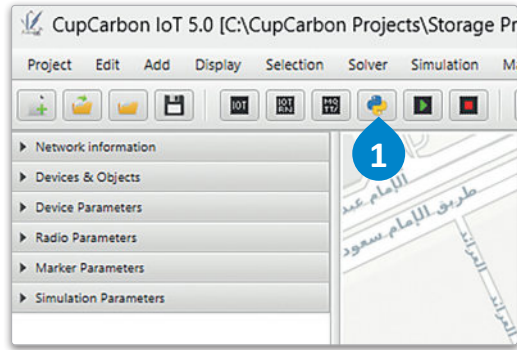 CupCarbon IoT 5.0 [C:\CupCarbon Projects\Storage Pr
Project Edit Add Display Selection Solver Simulation M
IOT IOT RN MQ TT
1
Network information
Devices & Objects
Device Parameters
Radio Parameters
Marker Parameters
Simulation Parameters
الإمام عبد
طريق الإمام سعود
العرائد
العرائد